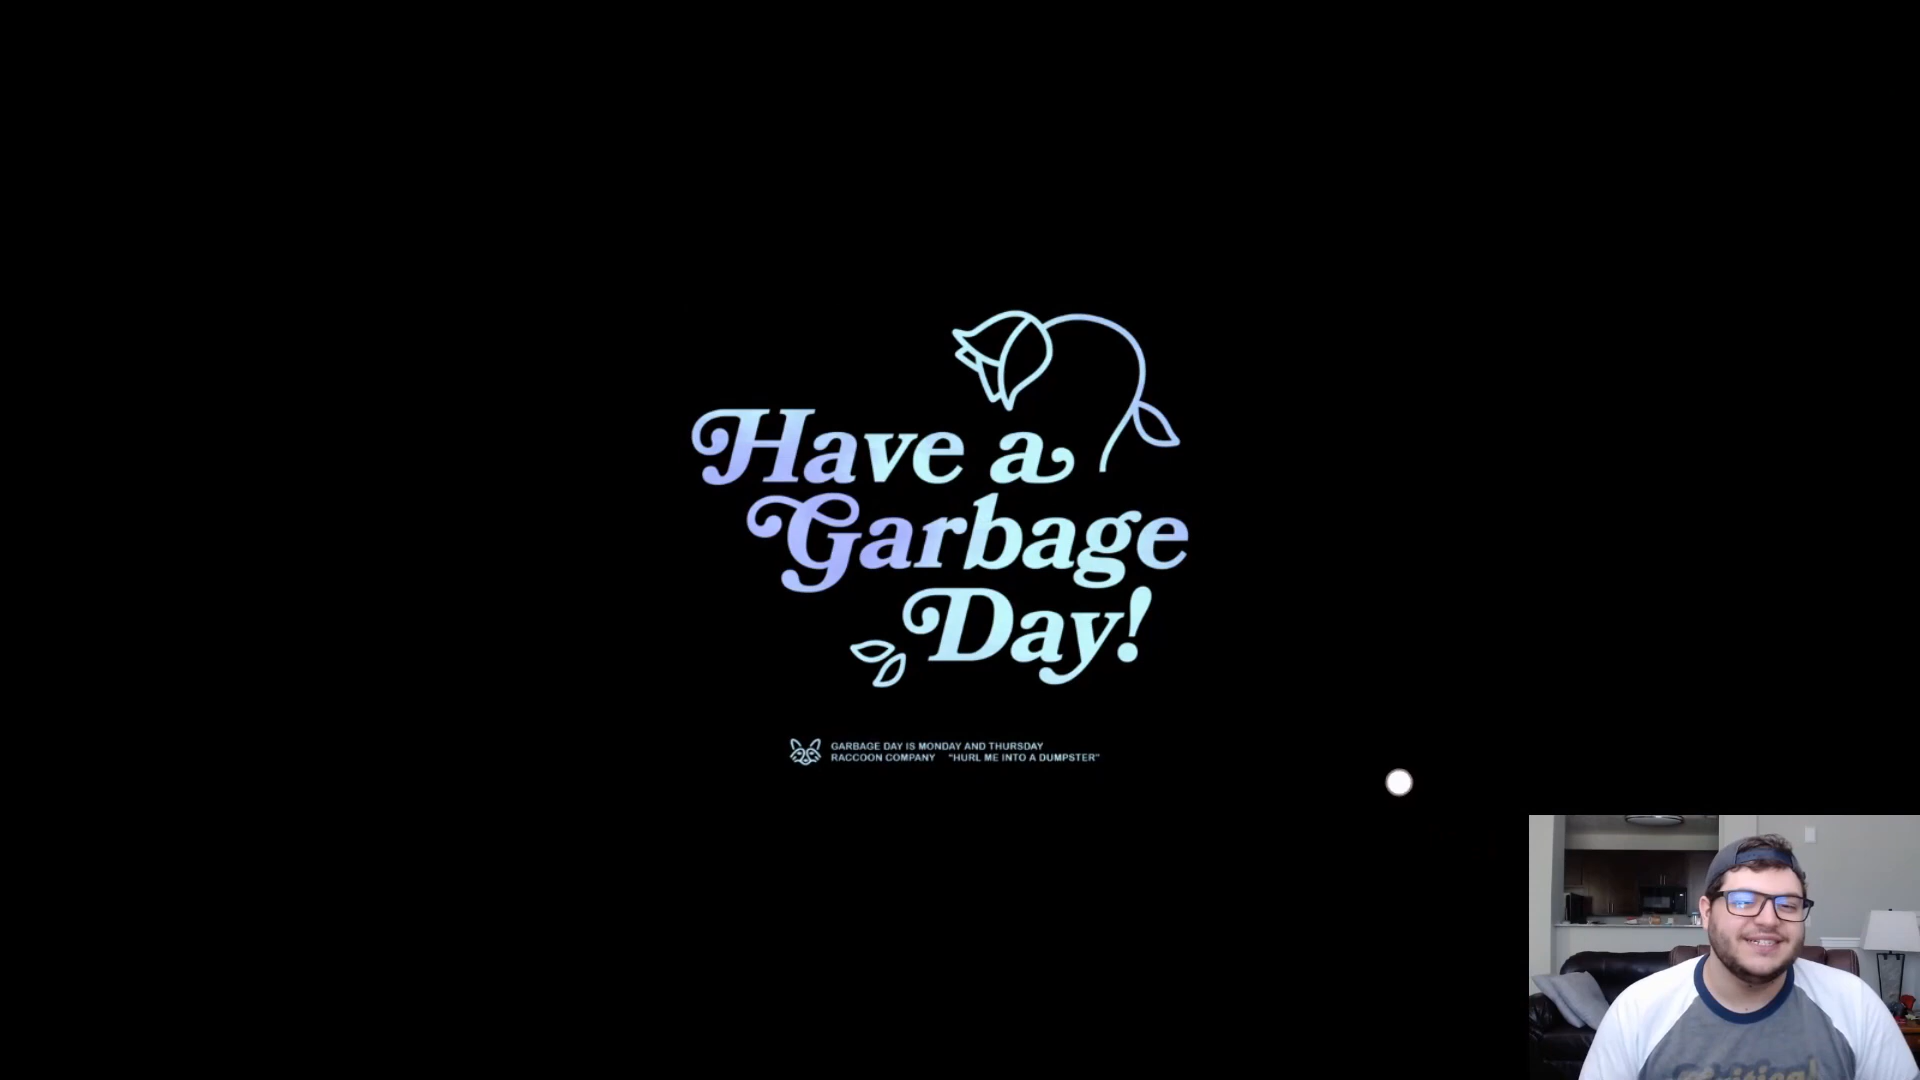 Have a
Garbage
Day!
GARBAGE DAY IS MONDAY AND THURSDAY
RACCOON COMPANY "HURL ME INTO A DUMPSTER"